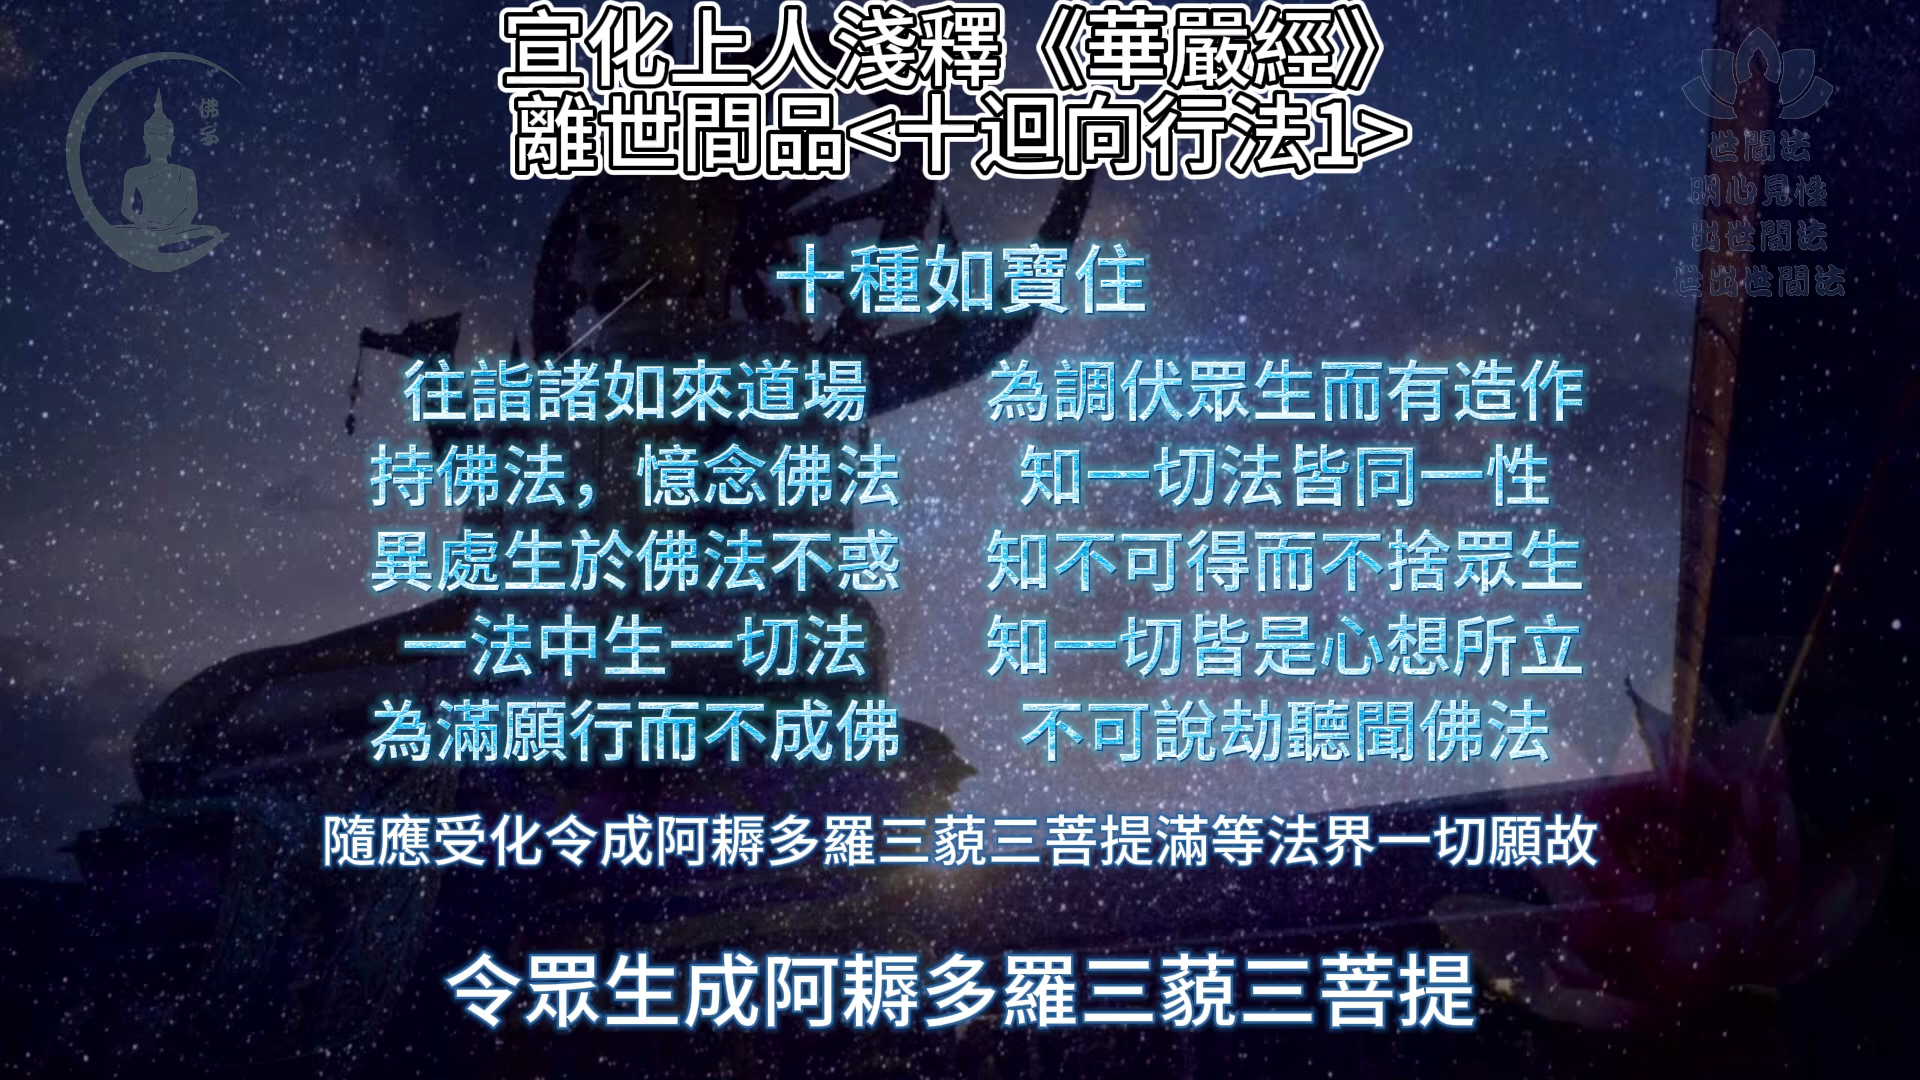 宣化上人淺釋《華嚴經》
離世間品<十迴向行法1>
佛子
世間法
明心見性
出世間法
世出世間法
十種如寶住
往詣諸如來道場
持佛法，憶念佛法
異處生於佛法不惑
一法中生一切法
為滿願行而不成佛
為調伏眾生而有造作
知一切法皆同一性
知不可得而不捨眾生
知一切皆是心想所立
不可說劫聽聞佛法
隨應受化令成阿耨多羅三藐三菩提滿等法界一切願故
令眾生成阿耨多羅三藐三菩提